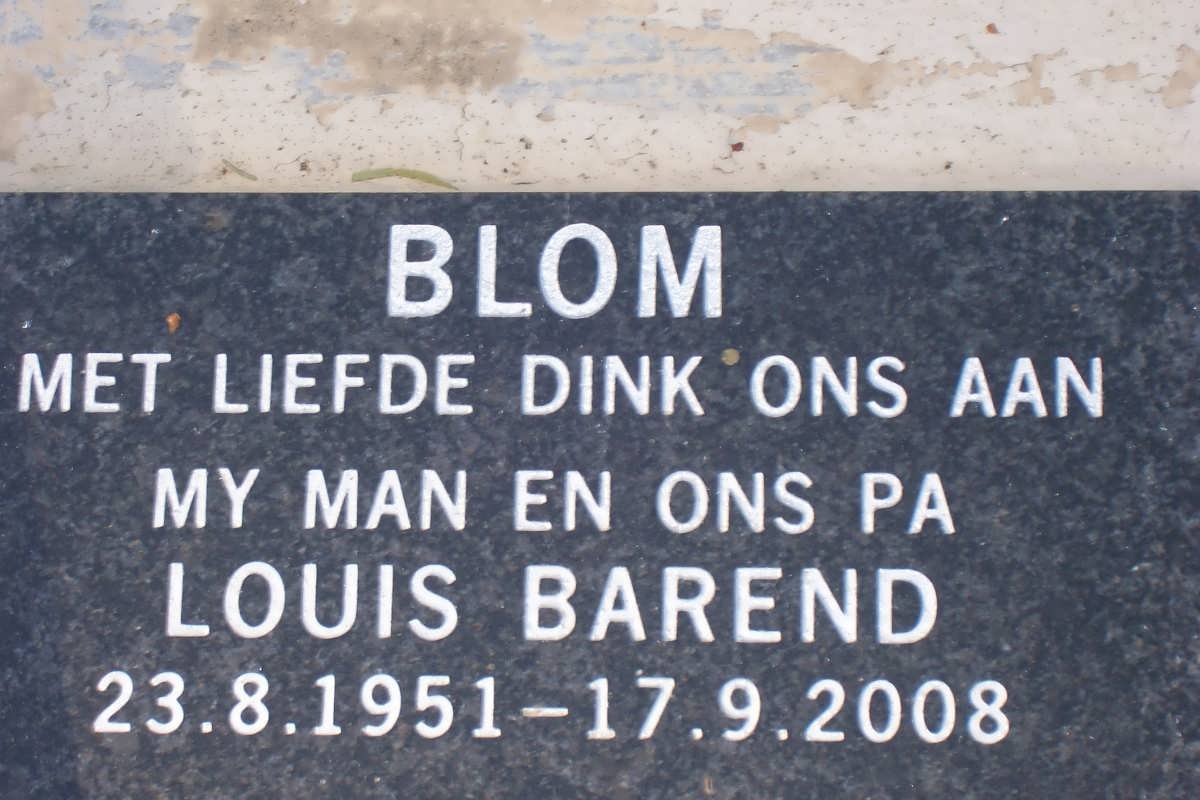 BLOM
MET LIEFDE DINK ONS AAN
MY MAN EN ONS PA
LOUIS BAREND
23.8.1951–17.9.2008